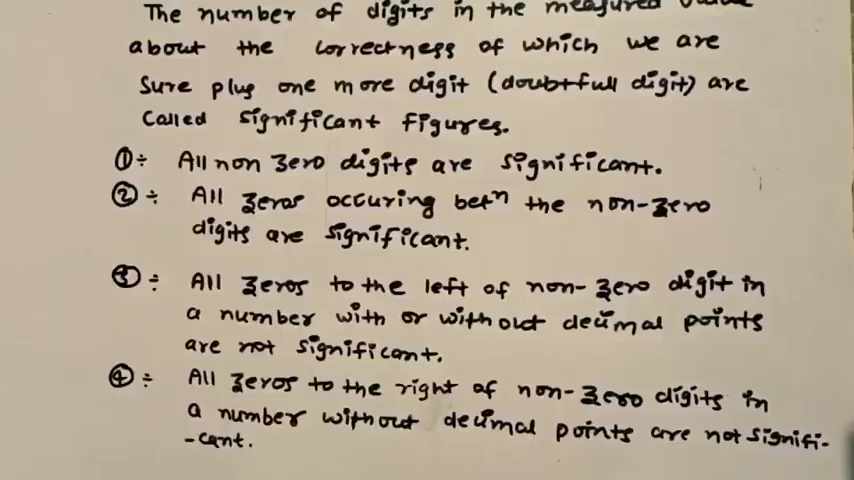 The number of digits in the measured value
about the correctness of which we are
Sure plus one more digit (doubtfull digit) are
Called significant figures.
①÷ All non zero digits are significant.
②÷ All zeros occuring betⁿ the non-zero
digits are significant.
③÷ All zeros to the left of non-zero digit in
a number with or without decimal points
are not significant.
④÷ All zeros to the right of non-zero digits in
a number without decimal points are not signifi-
-cant.